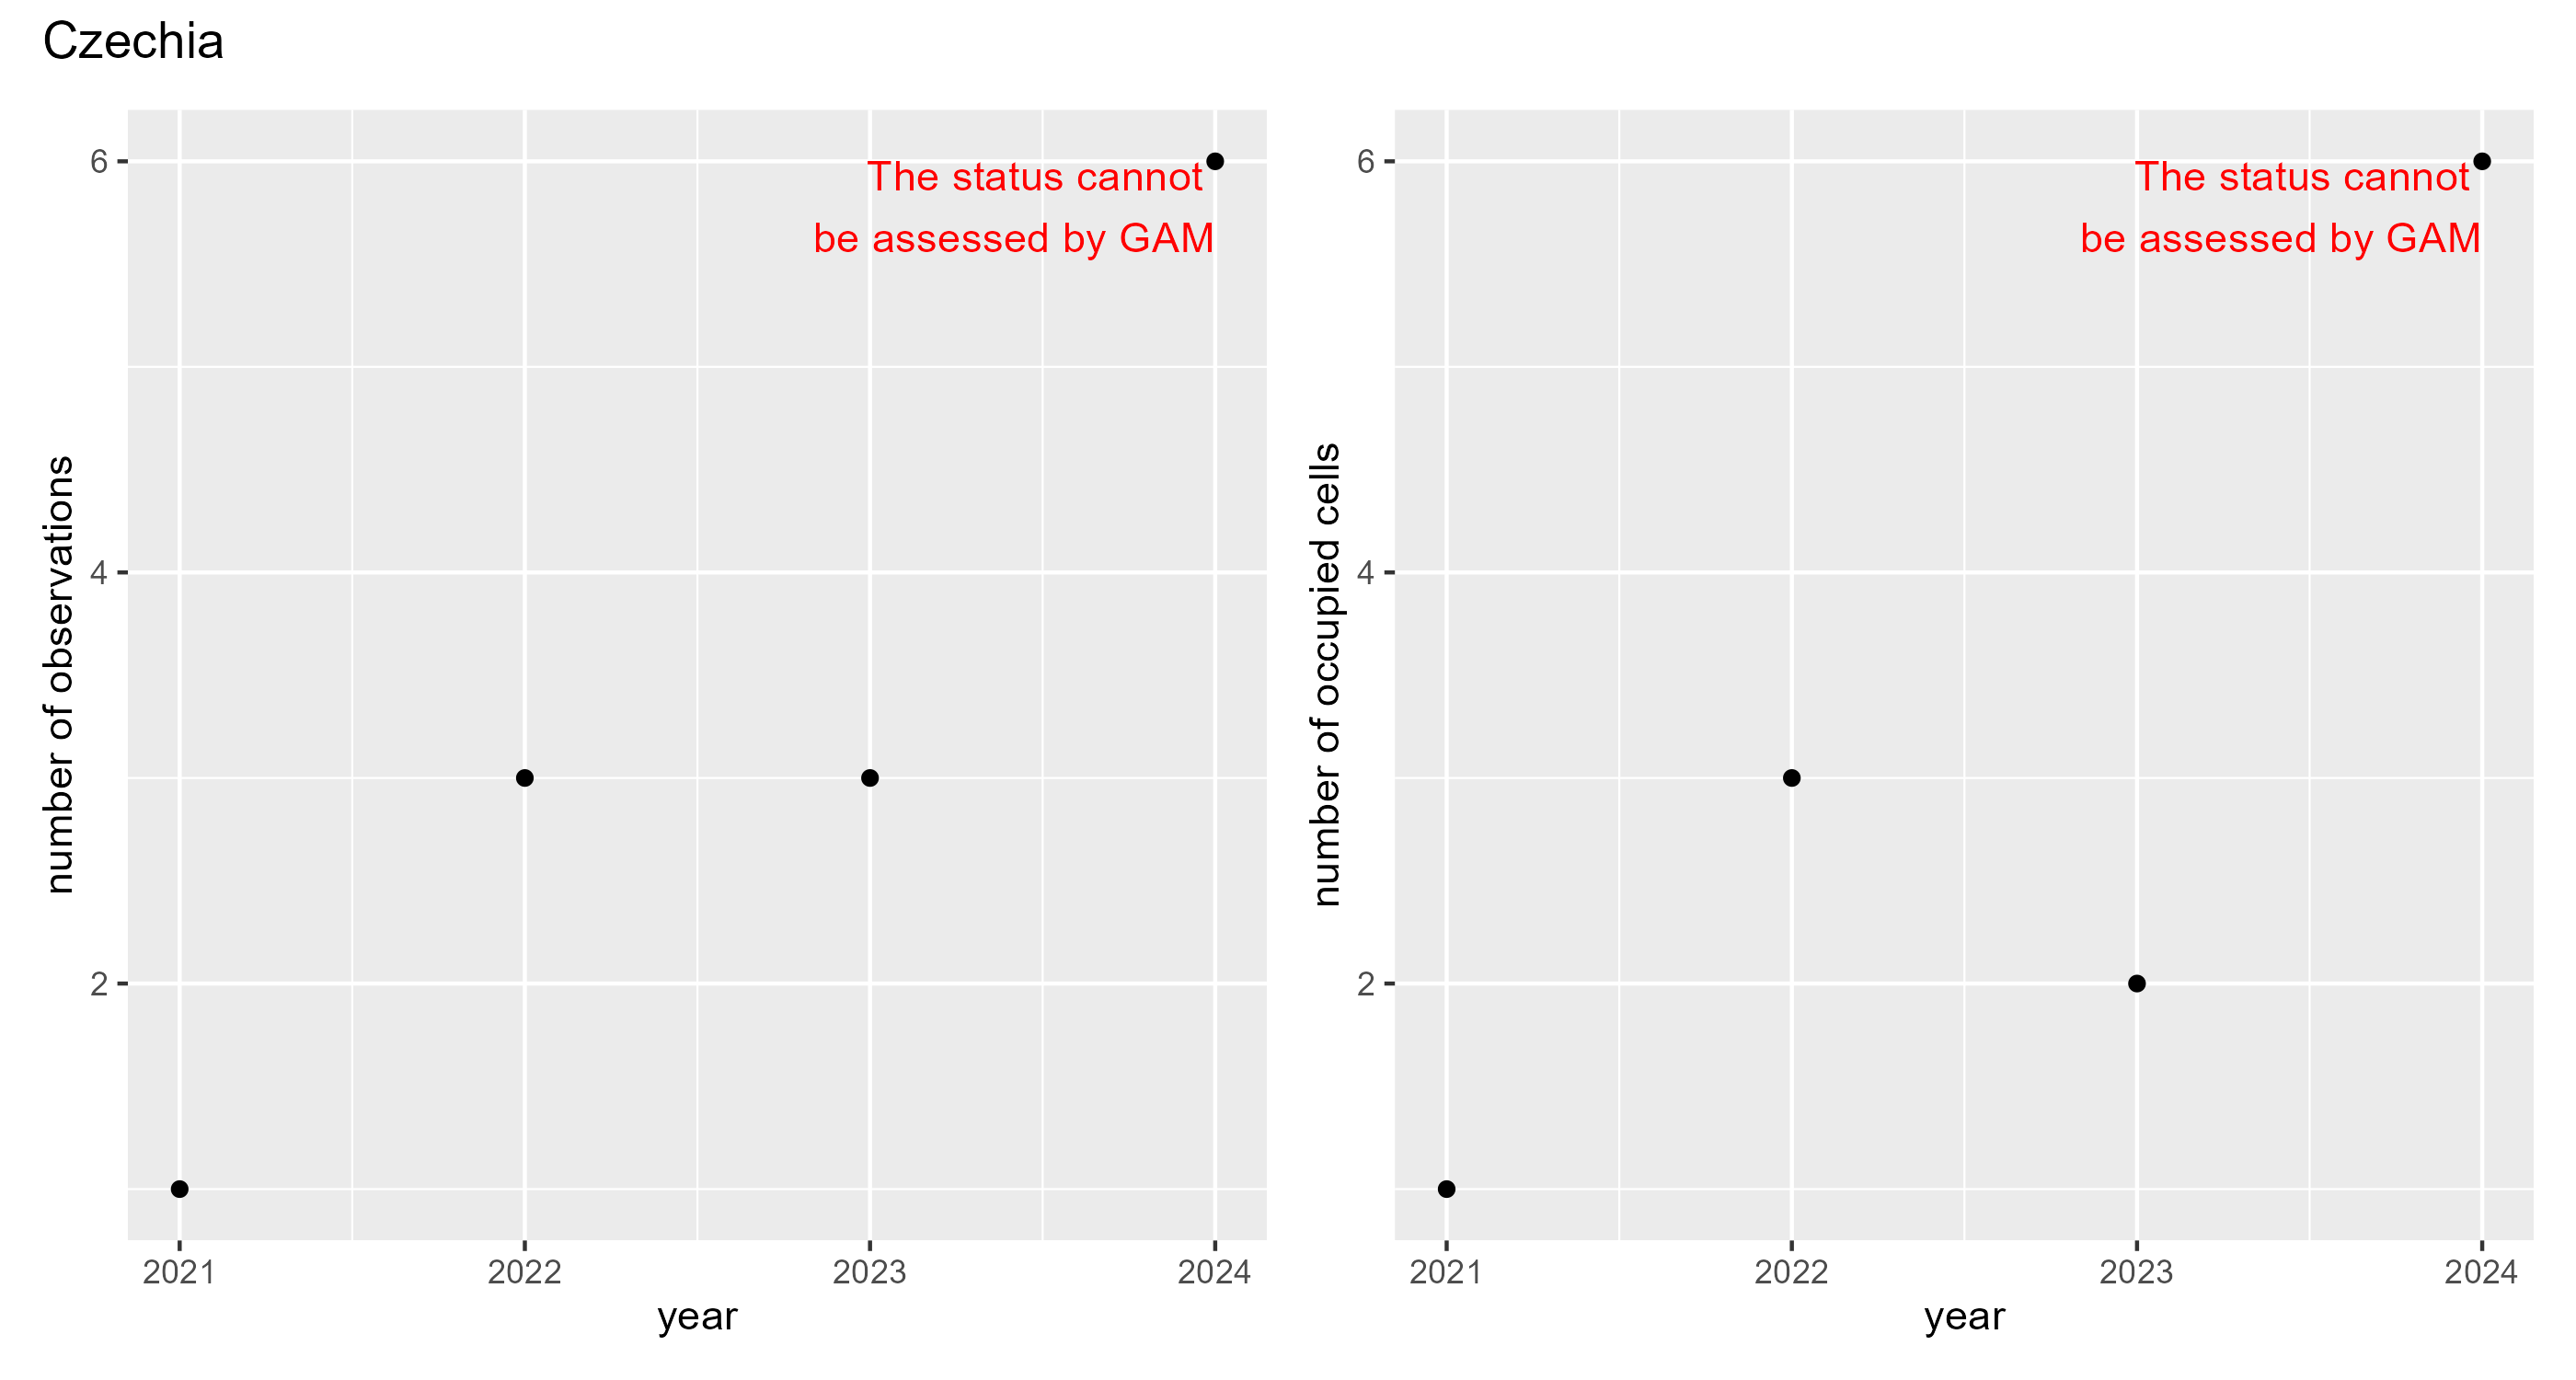 Czechia
number of observations
6
4
2
The status cannot
be assessed by GAM
2021 2022 2023 2024
year
number of occupied cells
6
4
2
The status cannot
be assessed by GAM
2021 2022 2023 2024
year